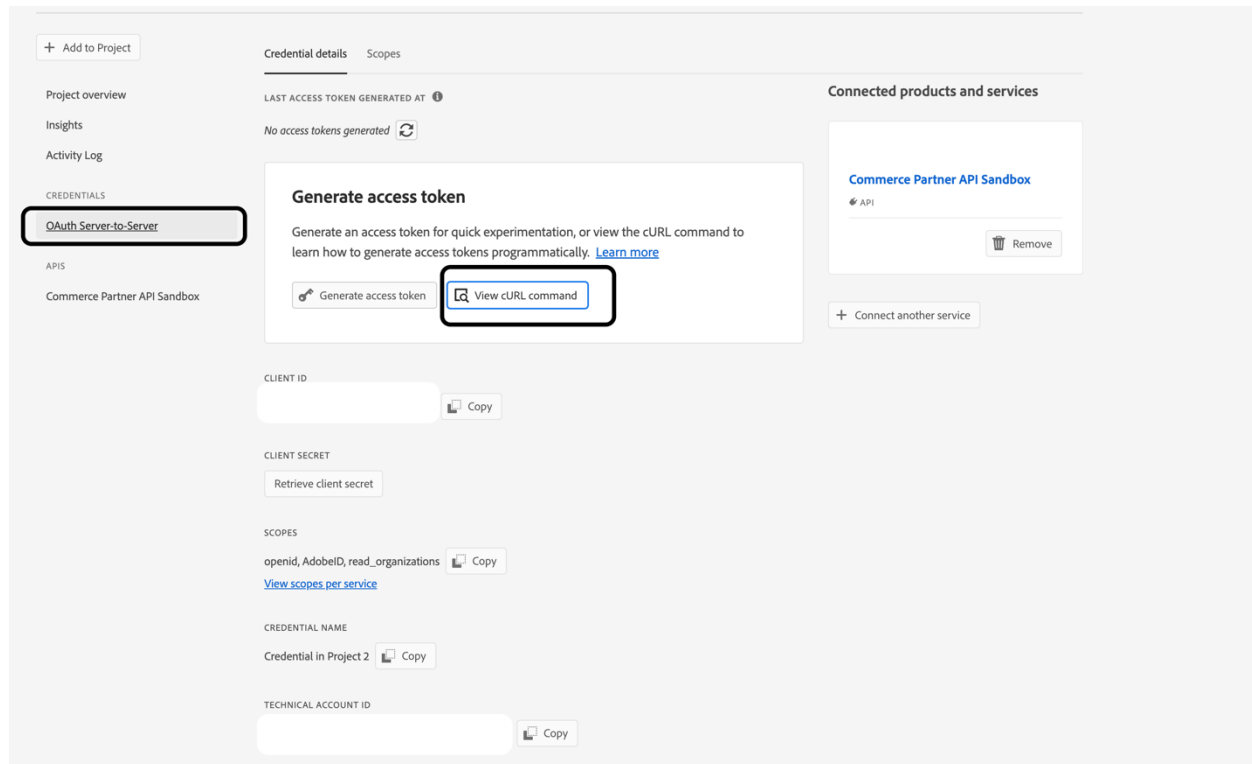 + Add to Project
Project overview
Insights
Activity Log
CREDENTIALS
OAuth Server-to-Server
APIS
Commerce Partner API Sandbox
Credential details
Scopes
LAST ACCESS TOKEN GENERATED AT
No access tokens generated
Generate access token
Generate an access token for quick experimentation, or view the cURL command to
learn how to generate access tokens programmatically. Learn more
Generate access token
View cURL command
CLIENT ID
Copy
CLIENT SECRET
Retrieve client secret
SCOPES
openid, AdobeID, read_organizations
Copy
View scopes per service
CREDENTIAL NAME
Credential in Project 2
Copy
TECHNICAL ACCOUNT ID
Copy
Connected products and services
Commerce Partner API Sandbox
API
Remove
+ Connect another service